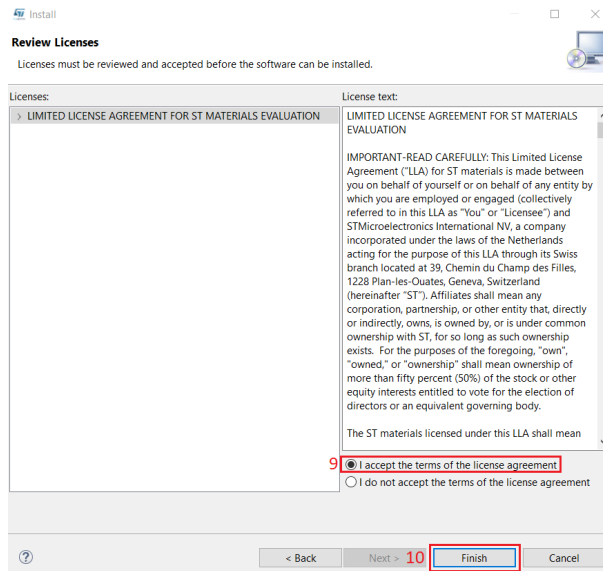 Install
Review Licenses
Licenses must be reviewed and accepted before the software can be installed.
Licenses:
> LIMITED LICENSE AGREEMENT FOR ST MATERIALS EVALUATION
License text:
LIMITED LICENSE AGREEMENT FOR ST MATERIALS
EVALUATION
IMPORTANT-READ CAREFULLY: This Limited License
Agreement ("LLA) for ST materials is made between
you on behalf of yourself or on behalf of any entity by
which you are employed or engaged (collectively
referred to in this LLA as "You" or "Licensee") and
STMicroelectronics International NV, a company
incorporated under the laws of the Netherlands
acting for the purpose of this LLA through its Swiss
branch located at 39, Chemin du Champ des Filles,
1228 Plan-les-Ouates, Geneva, Switzerland
(hereinafter "ST"). Affiliates shall mean any
corporation, partnership, or other entity that, directly
or indirectly, owns, is owned by, or is under common
ownership with ST, for so long as such ownership
exists. For the purposes of the foregoing, "own",
"owned," or "ownership" shall mean ownership of
more than fifty percent (50%) of the stock or other
equity interests entitled to vote for the election of
directors or an equivalent governing body.
The ST materials licensed under this LLA shall mean
9 I accept the terms of the license agreement
I do not accept the terms of the license agreement
? < Back Next > 10 Finish Cancel